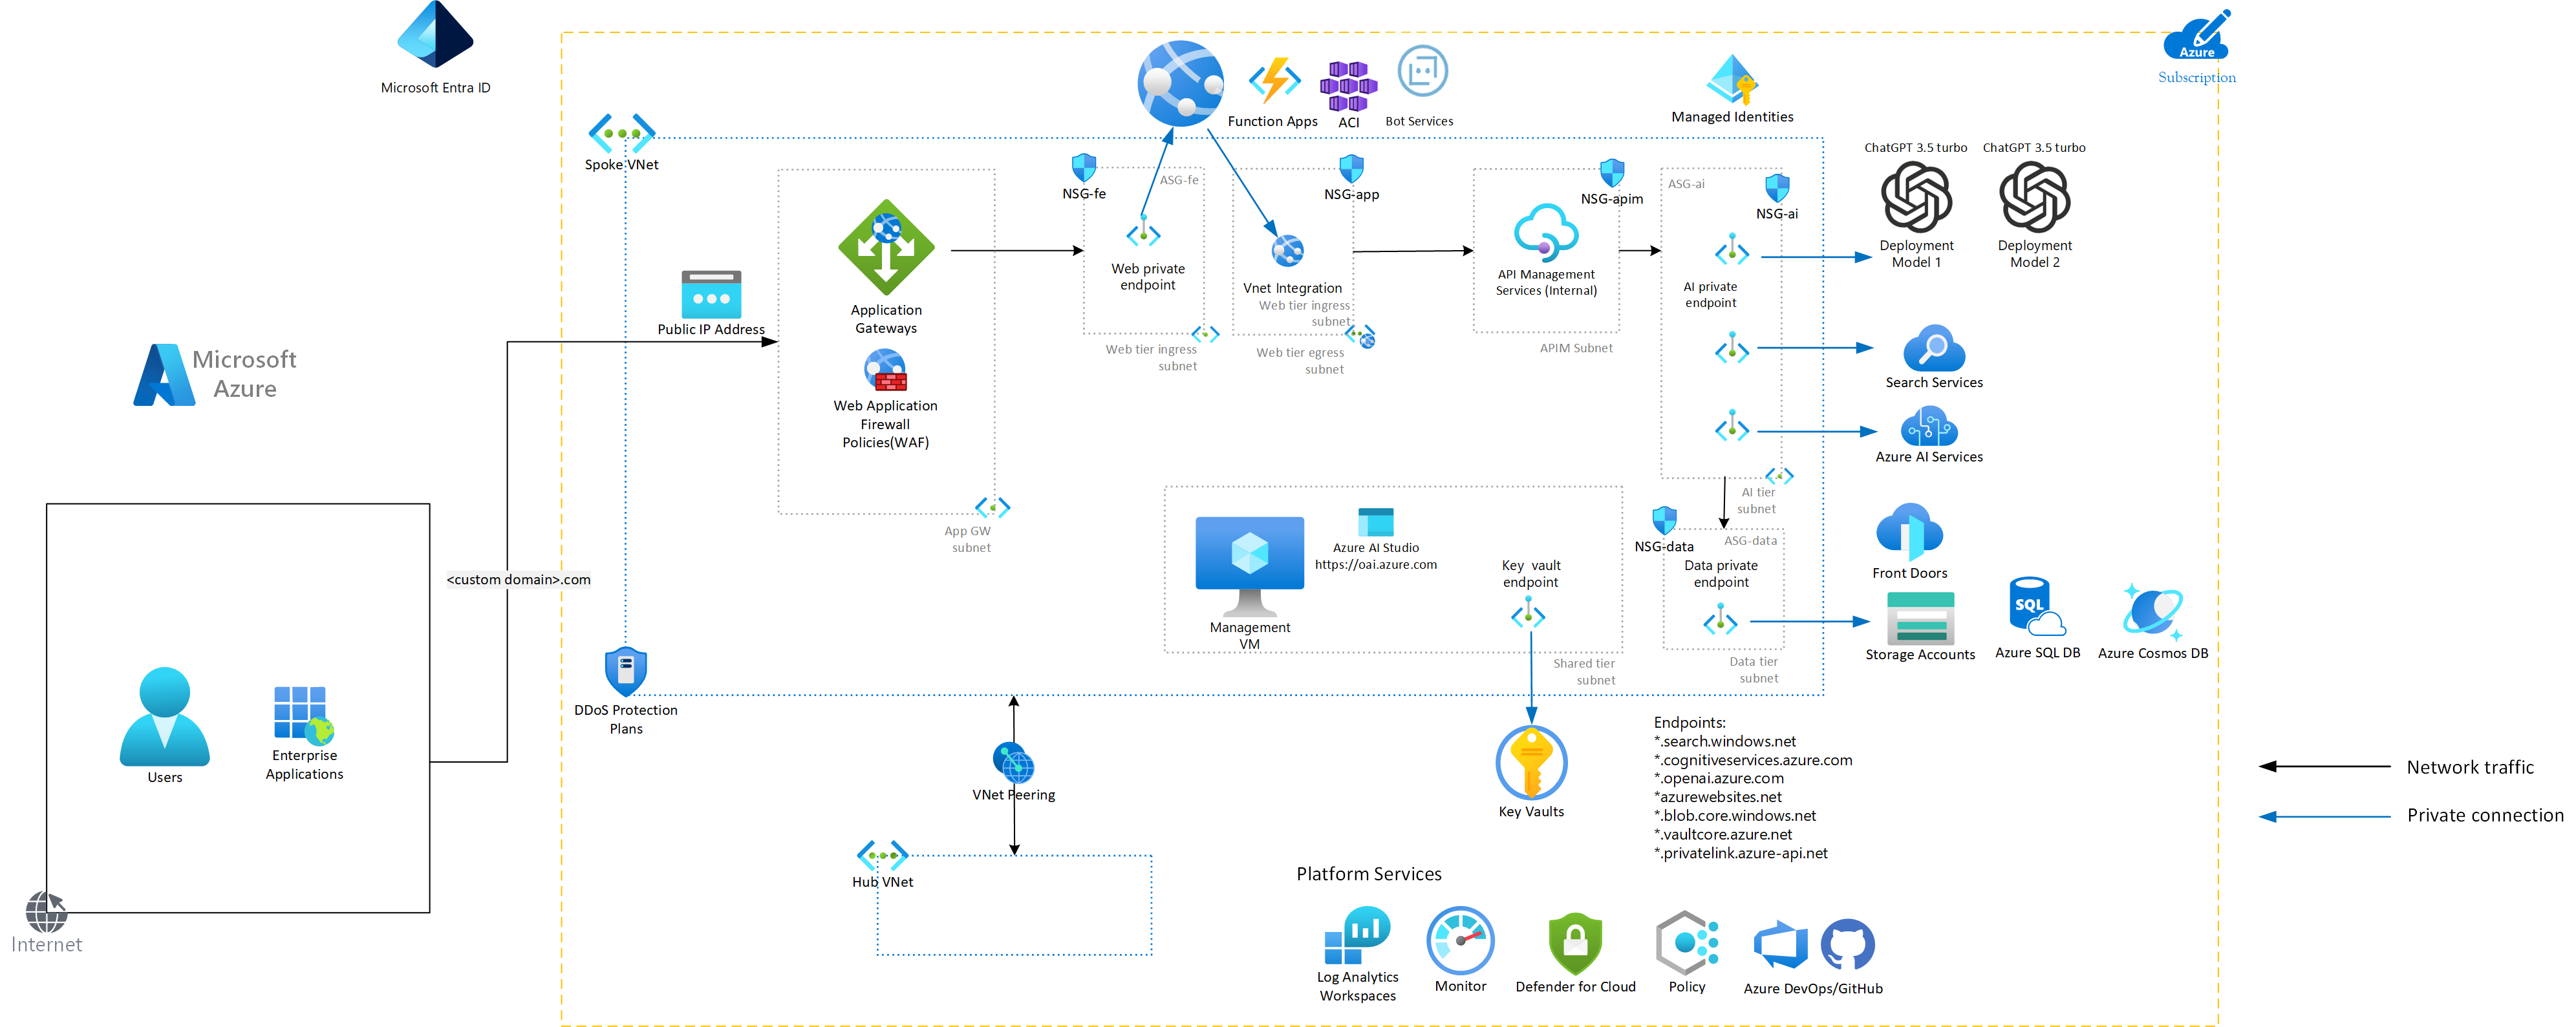 Microsoft Entra ID
Azure
Subscription
Function Apps
ACI
Bot Services
Managed Identities
Spoke VNet
ChatGPT 3.5 turbo
ChatGPT 3.5 turbo
NSG-fe
ASG-fe
NSG-app
NSG-apim
ASG-ai
NSG-ai
Deployment
Model 1
Deployment
Model 2
Web private
endpoint
Vnet Integration
Web tier ingress
subnet
API Management
Services (Internal)
AI private
endpoint
Public IP Address
Application
Gateways
Web tier ingress
subnet
Web tier egress
subnet
APIM Subnet
Microsoft
Azure
Web Application
Firewall
Policies(WAF)
Search Services
Azure AI Services
AI tier
subnet
App GW
subnet
<custom domain>.com
Azure AI Studio
https://oai.azure.com
Key vault
endpoint
NSG-data
ASG-data
Data private
endpoint
Front Doors
SQL
Management
VM
Storage Accounts
Azure SQL DB
Azure Cosmos DB
Shared tier
subnet
Data tier
subnet
DDoS Protection
Plans
Users
Enterprise
Applications
VNet Peering
Key Vaults
Endpoints:
*.search.windows.net
*.cognitiveservices.azure.com
*.openai.azure.com
*azurewebsites.net
*.blob.core.windows.net
*.vaultcore.azure.net
*.privatelink.azure-api.net
Network traffic
Private connection
Hub VNet
Internet
Platform Services
Log Analytics
Workspaces
Monitor
Defender for Cloud
Policy
Azure DevOps/GitHub